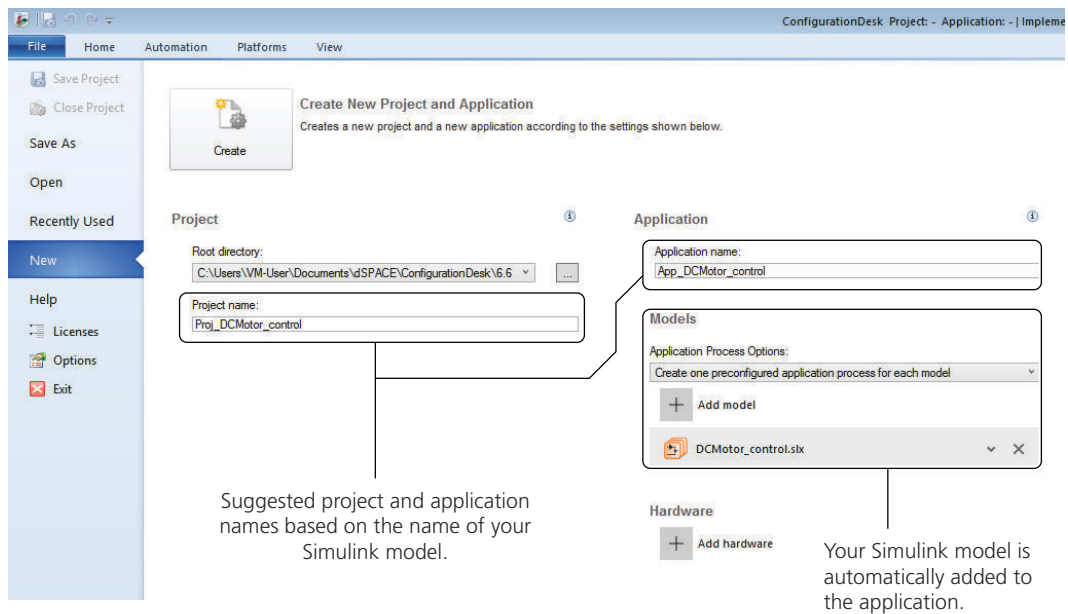 ConfigurationDesk Project: - Application: - | Impleme
File Home Automation Platforms View
Save Project
Close Project
Save As
Open
Recently Used
New
Help
Licenses
Options
Exit
Create
Create New Project and Application
Creates a new project and a new application according to the settings shown below.
Project
Root directory:
C:\Users\VM-User\Documents\dSPACE\ConfigurationDesk\6.6
...
Project name:
Proj_DCMotor_control
Suggested project and application
names based on the name of your
Simulink model.
Application
Application name:
App_DCMotor_control
Models
Application Process Options:
Create one preconfigured application process for each model
Add model
DCMotor_control.slx
Hardware
Add hardware
Your Simulink model is
automatically added to
the application.